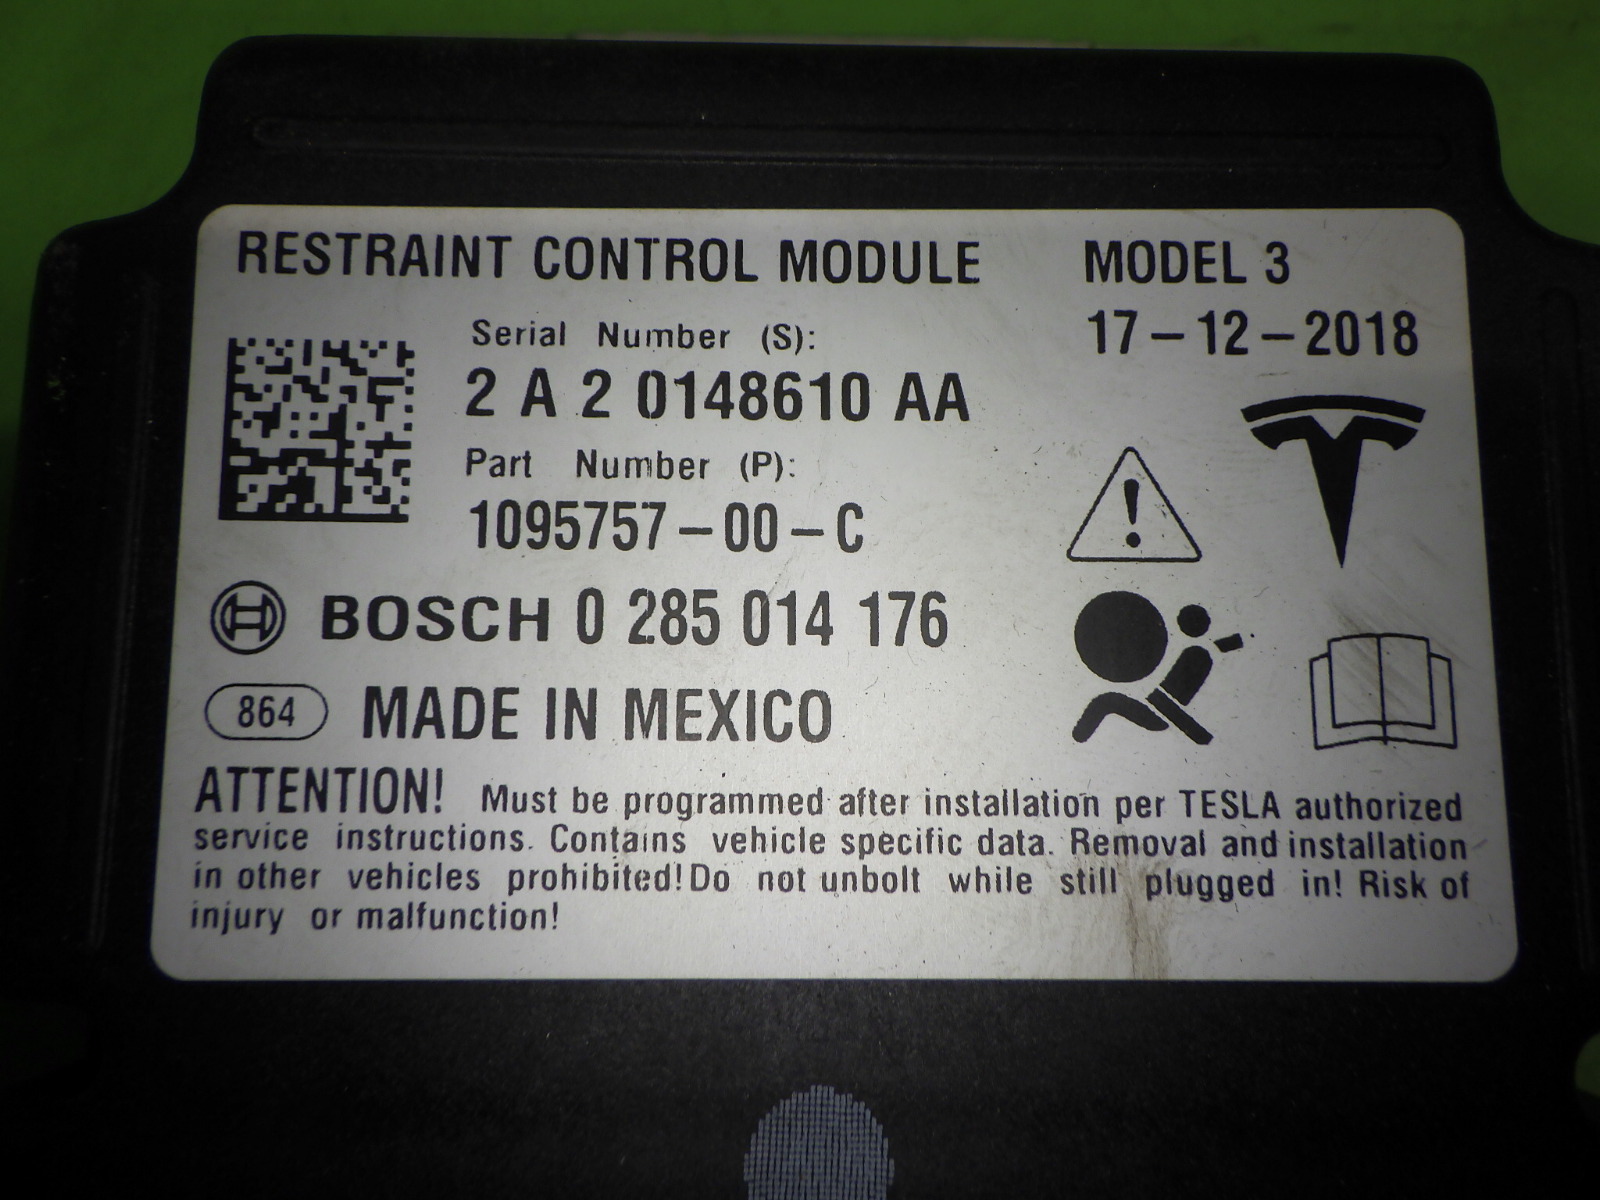 RESTRAINT CONTROL MODULE MODEL 3
17-12-2018
Serial Number (S):
2 A 2 0148610 AA
Part Number (P):
1095757-00-C
BOSCH 0 285 014 176
864 MADE IN MEXICO
ATTENTION! Must be programmed after installation per TESLA authorized
service instructions. Contains vehicle specific data. Removal and installation
in other vehicles prohibited! Do not unbolt while still plugged in! Risk of
injury or malfunction!